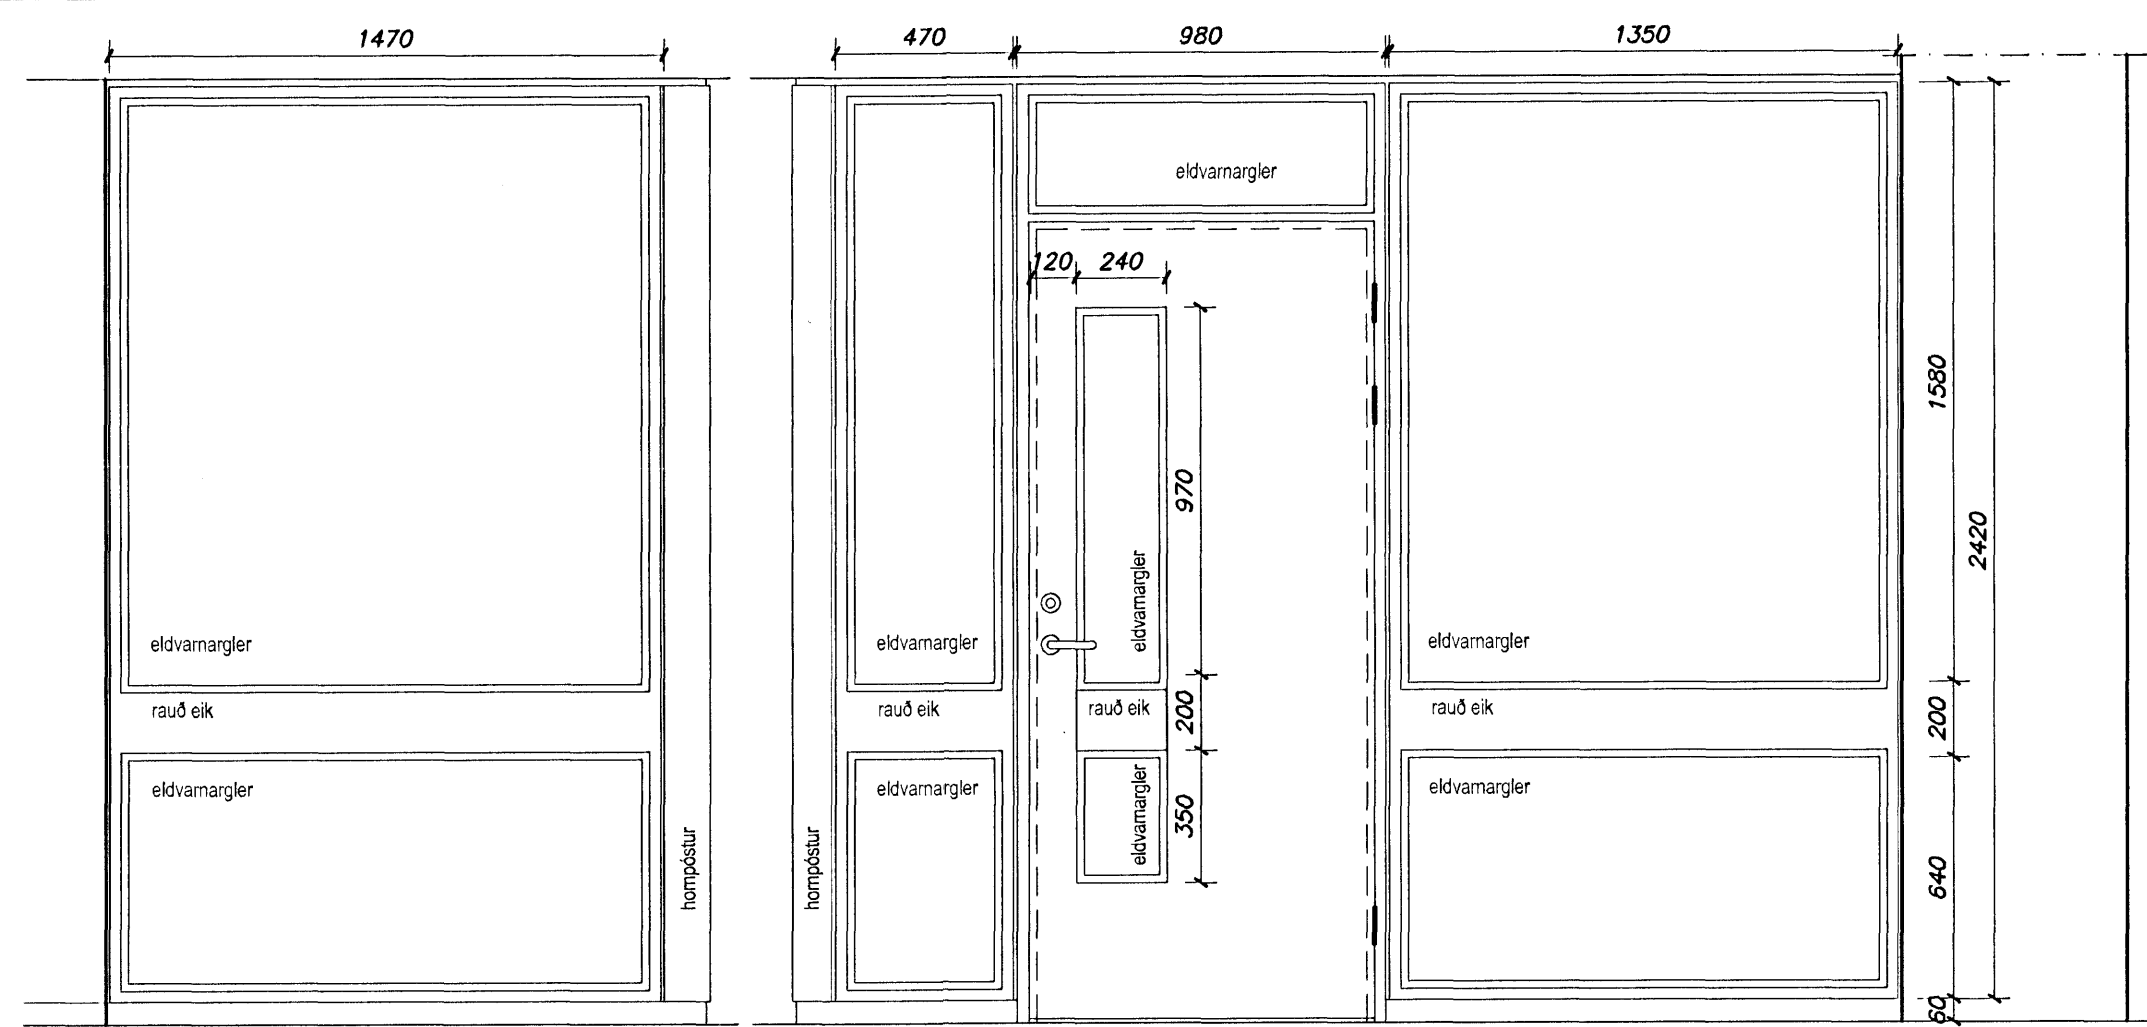 1470
470
980
1350
eldvarnargler
120
240
1580
970
2420
eldvarnargler
eldvarnargler
eldvarnargler
eldvarnargler
rauð eik
rauð eik
rauð eik
200
rauð eik
200
eldvarnargler
eldvarnargler
eldvarnargler
350
eldvarnargler
hornpóstur
hornpóstur
640
60